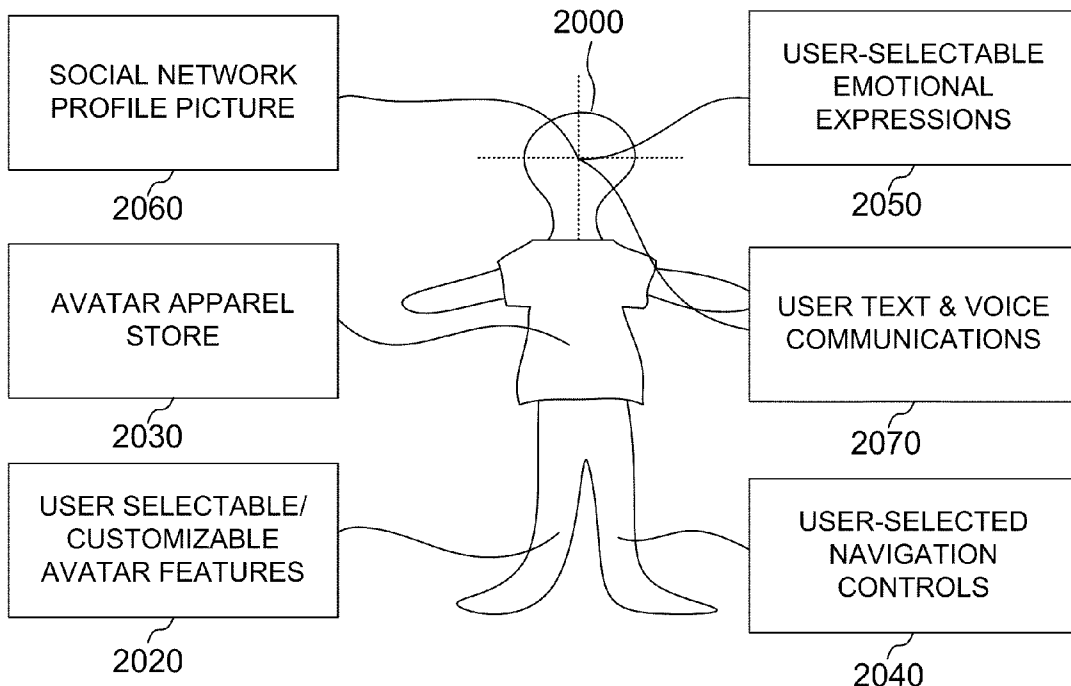 2000
SOCIAL NETWORK
PROFILE PICTURE
2060
USER-SELECTABLE
EMOTIONAL
EXPRESSIONS
2050
AVATAR APPAREL
STORE
2030
USER TEXT & VOICE
COMMUNICATIONS
2070
USER SELECTABLE/
CUSTOMIZABLE
AVATAR FEATURES
2020
USER-SELECTED
NAVIGATION
CONTROLS
2040